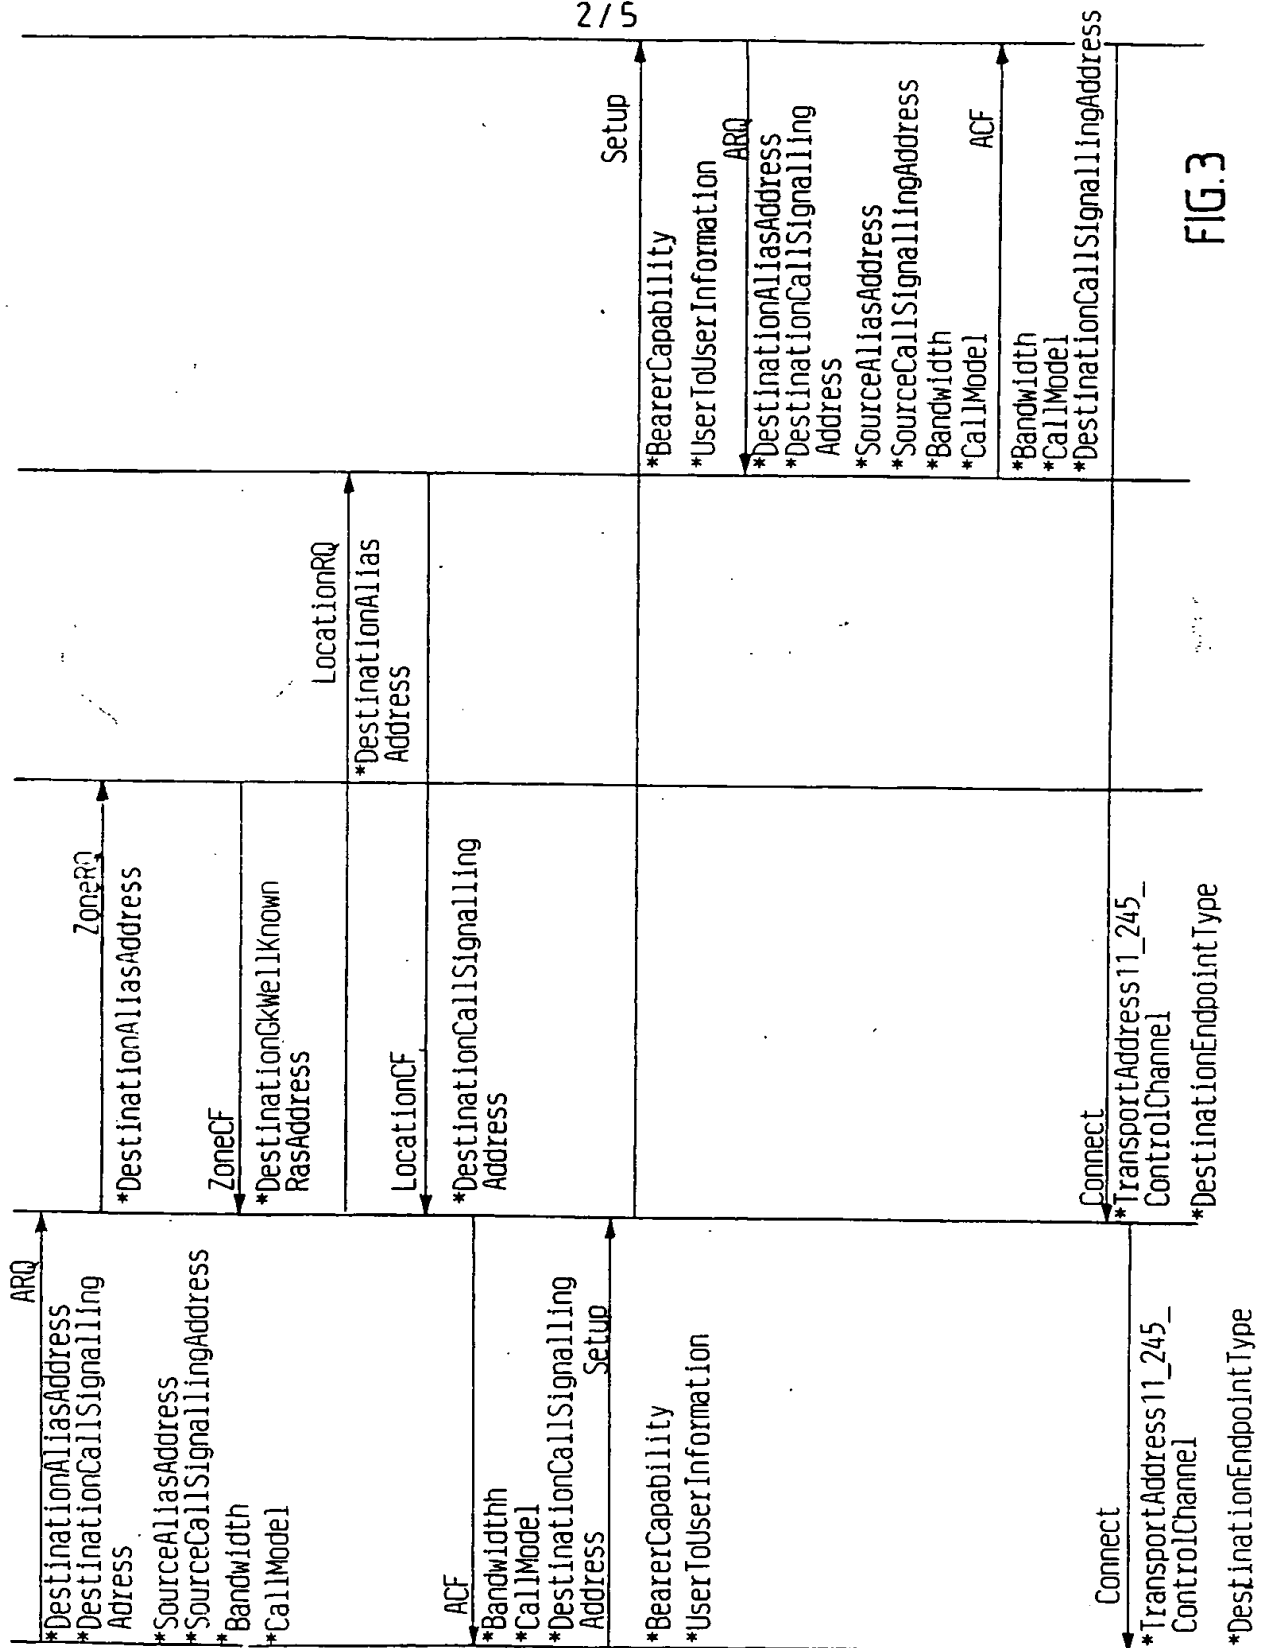 2 / 5
ARQ
*DestinationAliasAddress
*DestinationCallSignalling
Adress
*SourceAliasAddress
*SourceCallSignallingAddress
*Bandwidth
*CallModel
ZoneRQ
*DestinationAliasAddress
ZoneCF
*DestinationGkWellKnown
RasAddress
LocationRQ
*DestinationAlias
Address
LocationCF
*DestinationCallSignalling
Address
ACF
*Bandwidthh
*CallModel
*DestinationCallSignalling
Address
Setup
*BearerCapability
*UserToUserInformation
Setup
*BearerCapability
*UserToUserInformation
ARQ
*DestinationAliasAddress
*DestinationCallSignalling
Address
*SourceAliasAddress
*SourceCallSignallingAddress
*Bandwidth
*CallModel
ACF
*Bandwidth
*CallModel
*DestinationCallSignallingAddress
Connect
*TransportAddress11_245_
ControlChannel
*DestinationEndpointType
Connect
*TransportAddress11_245_
ControlChannel
*DestinationEndpointType
FIG.3